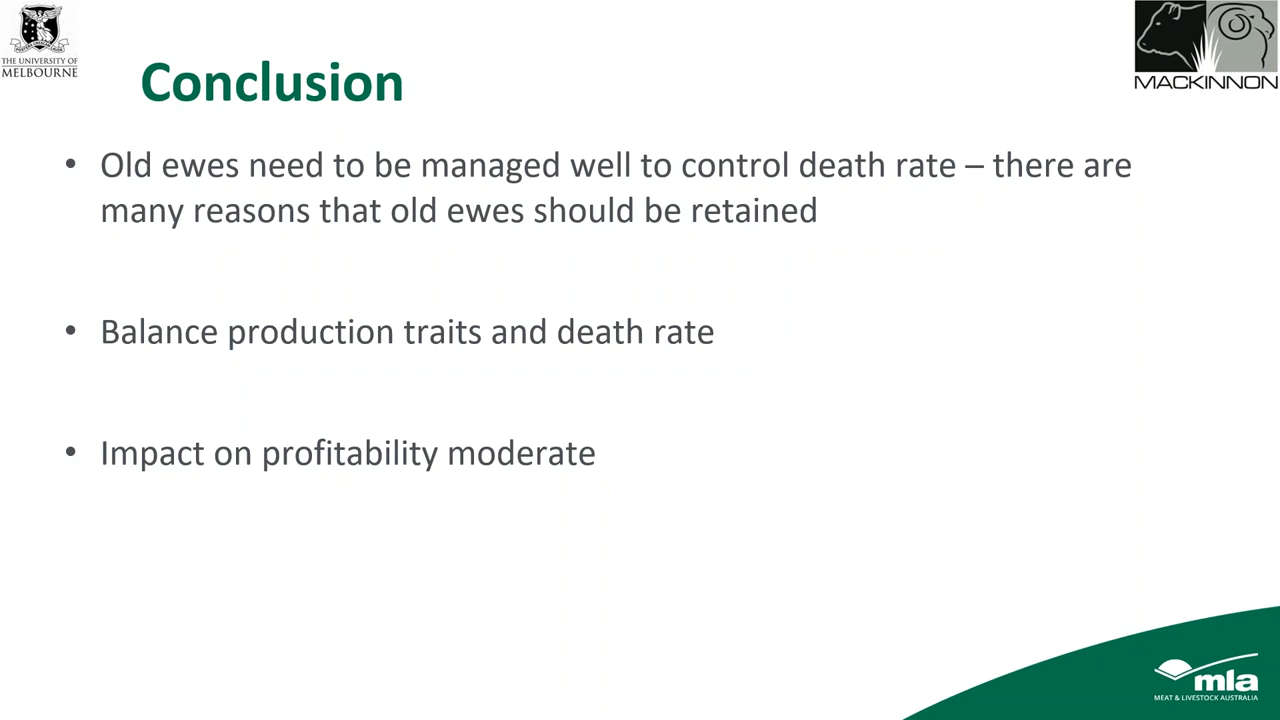 THE UNIVERSITY OF
MELBOURNE
MACKINNON
Conclusion
• Old ewes need to be managed well to control death rate – there are
many reasons that old ewes should be retained
• Balance production traits and death rate
• Impact on profitability moderate
mla
MEAT & LIVESTOCK AUSTRALIA